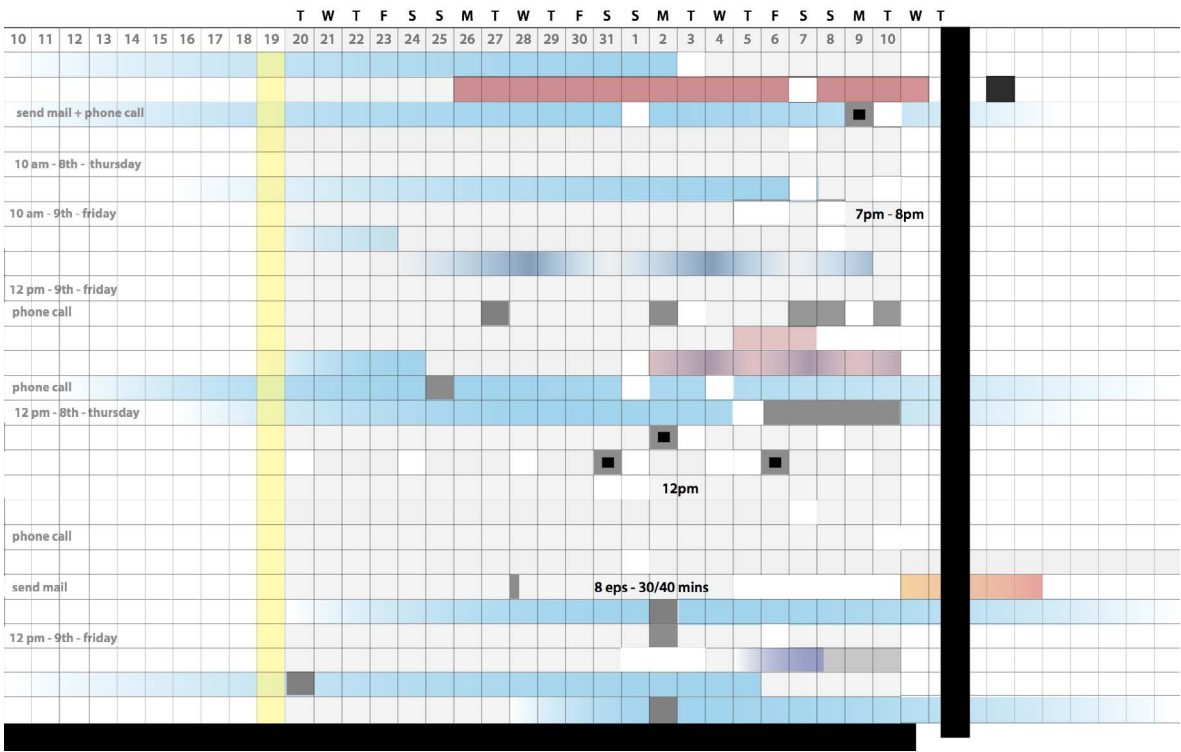 T W T F S S M T W T F S S M T W T F S S M T W T
10 11 12 13 14 15 16 17 18 19 20 21 22 23 24 25 26 27 28 29 30 31 1 2 3 4 5 6 7 8 9 10
send mail + phone call
10 am - 8th - thursday
10 am - 9th - friday 7pm - 8pm
12 pm - 9th - friday
phone call
phone call
12 pm - 8th - thursday
12pm
phone call
send mail 8 eps - 30/40 mins
12 pm - 9th - friday